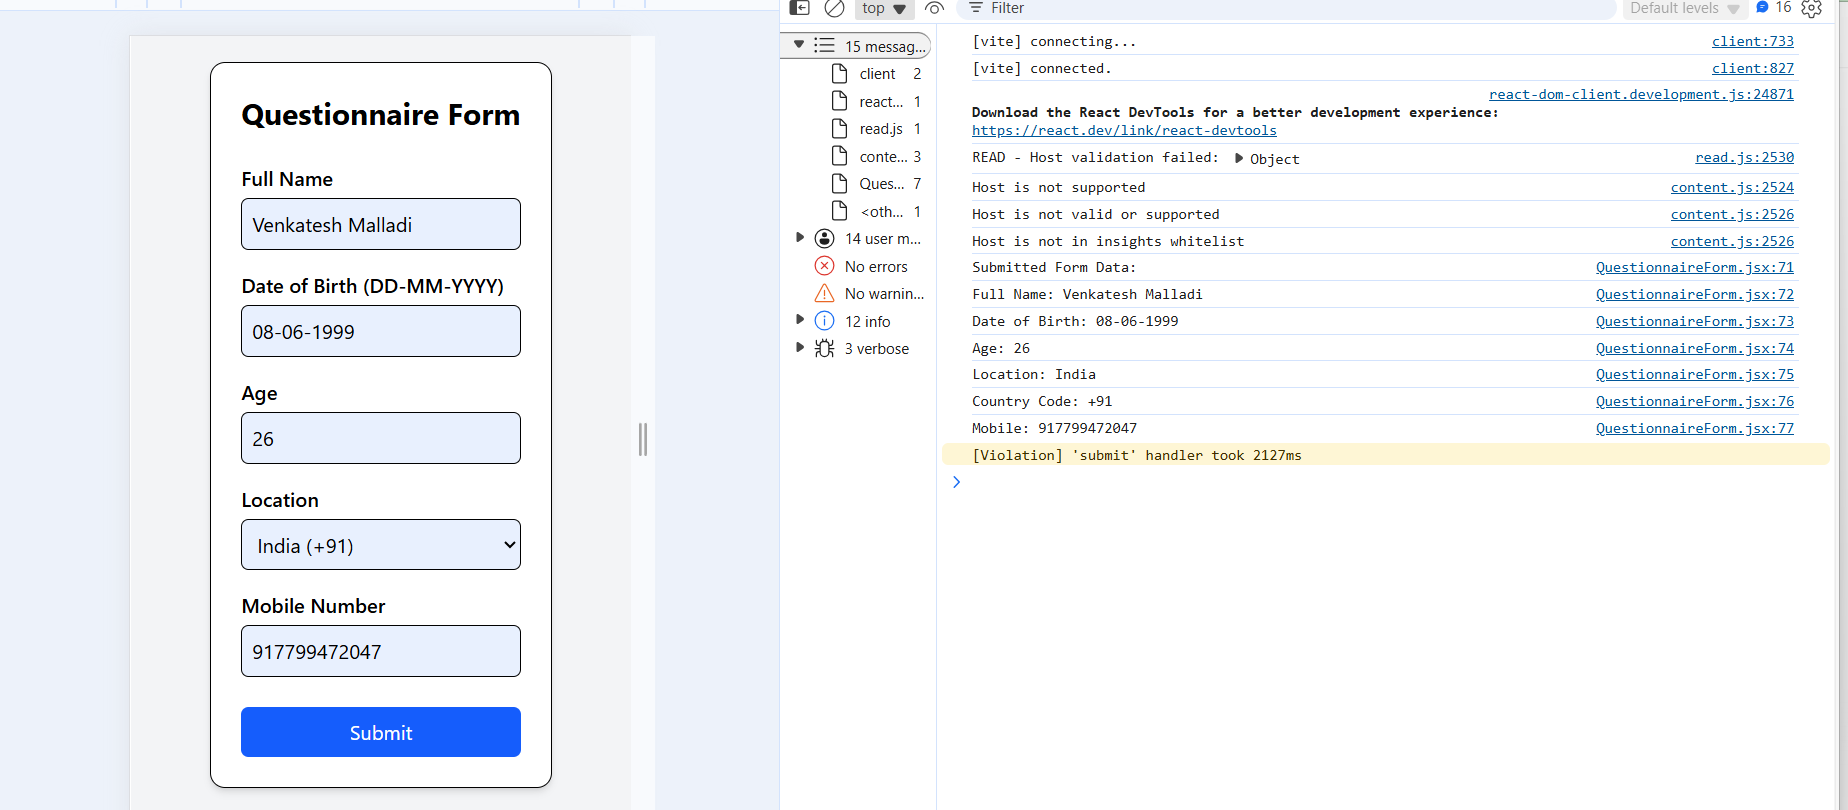 Questionnaire Form
Full Name
Venkatesh Malladi
Date of Birth (DD-MM-YYYY)
08-06-1999
Age
26
Location
India (+91)
Mobile Number
917799472047
Submit
top
Filter
Default levels
16
15 messag...
client 2
react... 1
read.js 1
conte... 3
Ques... 7
<oth... 1
14 user m...
No errors
No warnin...
12 info
3 verbose
[vite] connecting... client:733
[vite] connected. client:827
react-dom-client.development.js:24871
Download the React DevTools for a better development experience:
https://react.dev/link/react-devtools
READ - Host validation failed: Object read.js:2530
Host is not supported content.js:2524
Host is not valid or supported content.js:2526
Host is not in insights whitelist content.js:2526
Submitted Form Data: QuestionnaireForm.jsx:71
Full Name: Venkatesh Malladi QuestionnaireForm.jsx:72
Date of Birth: 08-06-1999 QuestionnaireForm.jsx:73
Age: 26 QuestionnaireForm.jsx:74
Location: India QuestionnaireForm.jsx:75
Country Code: +91 QuestionnaireForm.jsx:76
Mobile: 917799472047 QuestionnaireForm.jsx:77
[Violation] 'submit' handler took 2127ms